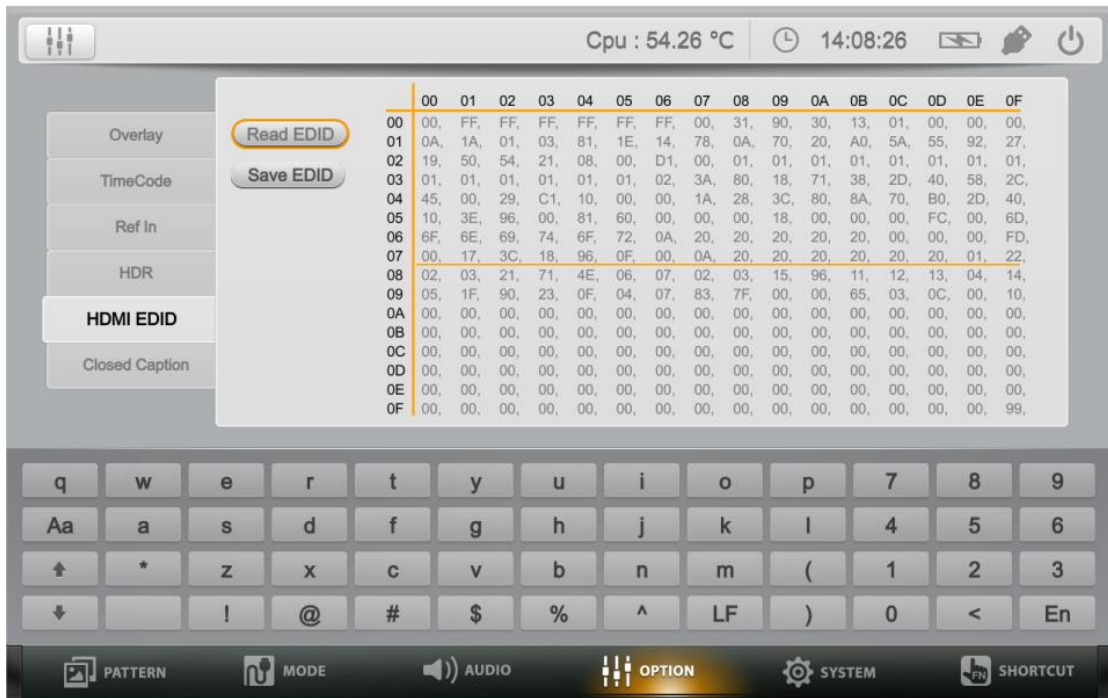 Cpu : 54.26 °C 14:08:26
Overlay
TimeCode
Ref In
HDR
HDMI EDID
Closed Caption
Read EDID
Save EDID
00 01 02 03 04 05 06 07 08 09 0A 0B 0C 0D 0E 0F
00 00, FF, FF, FF, FF, FF, FF, 00, 31, 90, 30, 13, 01, 00, 00, 00,
01 0A, 1A, 01, 03, 81, 1E, 14, 78, 0A, 70, 20, A0, 5A, 55, 92, 27,
02 19, 50, 54, 21, 08, 00, D1, 00, 01, 01, 01, 01, 01, 01, 01, 01,
03 01, 01, 01, 01, 01, 01, 02, 3A, 80, 18, 71, 38, 2D, 40, 58, 2C,
04 45, 00, 29, C1, 10, 00, 00, 1A, 28, 3C, 80, 8A, 70, B0, 2D, 40,
05 10, 3E, 96, 00, 81, 60, 00, 00, 00, 18, 00, 00, 00, FC, 00, 6D,
06 6F, 6E, 69, 74, 6F, 72, 0A, 20, 20, 20, 20, 20, 00, 00, 00, FD,
07 00, 17, 3C, 18, 96, 0F, 00, 0A, 20, 20, 20, 20, 20, 20, 01, 22,
08 02, 03, 21, 71, 4E, 06, 07, 02, 03, 15, 96, 11, 12, 13, 04, 14,
09 05, 1F, 90, 23, 0F, 04, 07, 83, 7F, 00, 00, 65, 03, 0C, 00, 10,
0A 00, 00, 00, 00, 00, 00, 00, 00, 00, 00, 00, 00, 00, 00, 00, 00,
0B 00, 00, 00, 00, 00, 00, 00, 00, 00, 00, 00, 00, 00, 00, 00, 00,
0C 00, 00, 00, 00, 00, 00, 00, 00, 00, 00, 00, 00, 00, 00, 00, 00,
0D 00, 00, 00, 00, 00, 00, 00, 00, 00, 00, 00, 00, 00, 00, 00, 00,
0E 00, 00, 00, 00, 00, 00, 00, 00, 00, 00, 00, 00, 00, 00, 00, 00,
0F 00, 00, 00, 00, 00, 00, 00, 00, 00, 00, 00, 00, 00, 00, 00, 99,
q w e r t y u i o p 7 8 9
Aa a s d f g h j k l 4 5 6
* z x c v b n m ( 1 2 3
! @ # $ % ^ LF ) 0 < En
PATTERN MODE AUDIO OPTION SYSTEM FN SHORTCUT